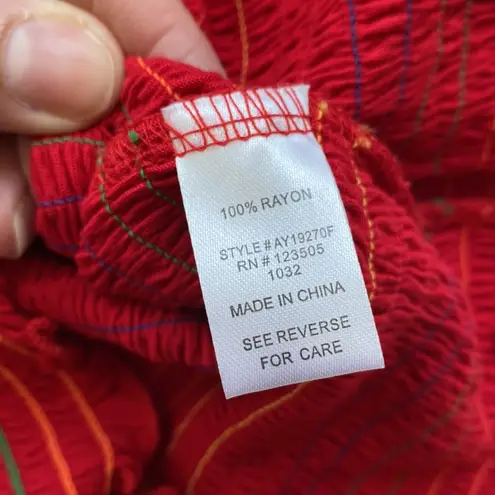 100% RAYON
STYLE#AY19270F
RN # 123505
1032
MADE IN CHINA
SEE REVERSE
FOR CARE